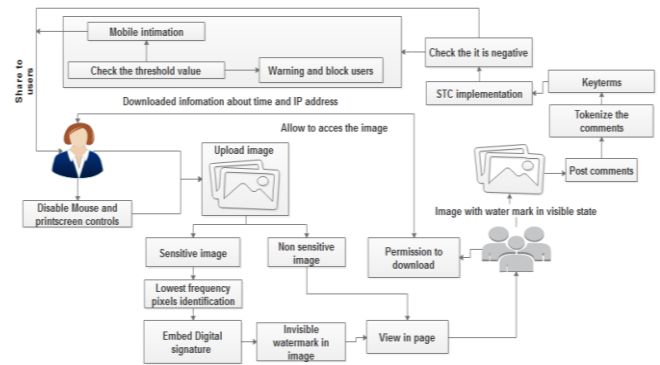 Mobile intimation
Check the threshold value
Warning and block users
Check the it is negative
STC implementation
Keyterms
Tokenize the
comments
Post comments
Share to
users
Downloaded infomation about time and IP address
Allow to acces the image
Upload image
Disable Mouse and
printscreen controls
Image with water mark in visible state
Sensitive image
Non sensitive
image
Permission to
download
Lowest frequency
pixels identification
Embed Digital
signature
Invisible
watermark in
image
View in page